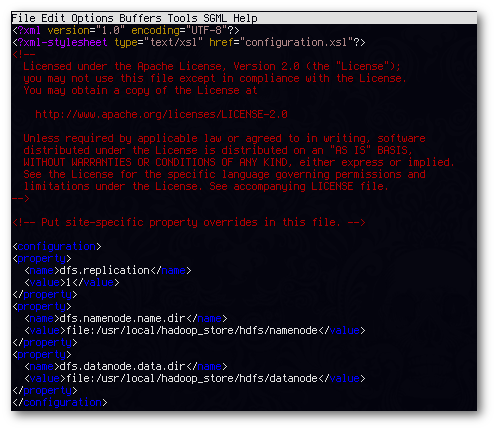 File Edit Options Buffers Tools SGML Help
<?xml version="1.0" encoding="UTF-8"?>
<?xml-stylesheet type="text/xsl" href="configuration.xsl"?>
<!--
  Licensed under the Apache License, Version 2.0 (the "License");
  you may not use this file except in compliance with the License.
  You may obtain a copy of the License at

    http://www.apache.org/licenses/LICENSE-2.0

  Unless required by applicable law or agreed to in writing, software
  distributed under the License is distributed on an "AS IS" BASIS,
  WITHOUT WARRANTIES OR CONDITIONS OF ANY KIND, either express or implied.
  See the License for the specific language governing permissions and
  limitations under the License. See accompanying LICENSE file.
-->

<!-- Put site-specific property overrides in this file. -->

<configuration>
<property>
  <name>dfs.replication</name>
  <value>1</value>
</property>
<property>
  <name>dfs.namenode.name.dir</name>
  <value>file:/usr/local/hadoop_store/hdfs/namenode</value>
</property>
<property>
  <name>dfs.datanode.data.dir</name>
  <value>file:/usr/local/hadoop_store/hdfs/datanode</value>
</property>
</configuration>